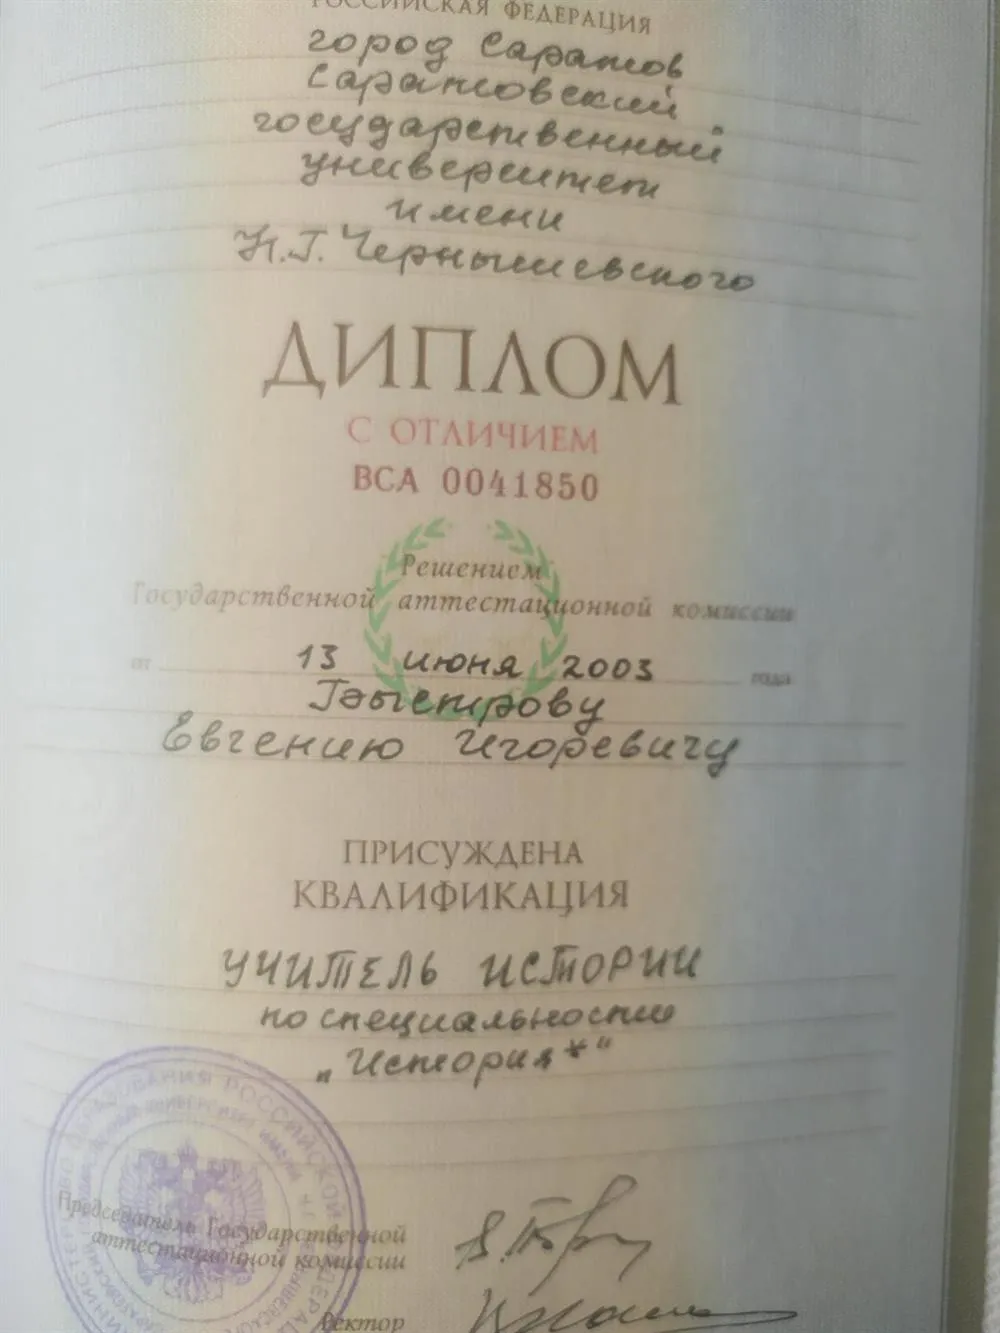 РОССИЙСКАЯ ФЕДЕРАЦИЯ
город Саратов
Саратовский
государственный
университет
имени
Н.Г. Чернышевского
ДИПЛОМ
С ОТЛИЧИЕМ
ВСА 0041850
Решением
Государственной аттестационной комиссии
от 13 июня 2003 года
Евгению Игоревичу
ПРИСУЖДЕНА
КВАЛИФИКАЦИЯ
УЧИТЕЛЬ ИСТОРИИ
по специальности
„История*“
Председатель Государственной
аттестационной комиссии
Ректор